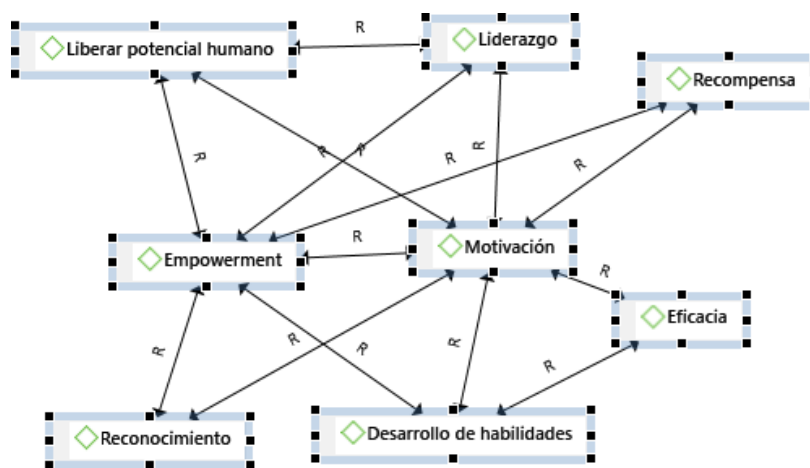 R
Liderazgo
Liberar potencial humano
Recompensa
R
R
R
R
R
R
R
Empowerment
Motivación
R
Eficacia
R
R
R
R
R
Reconocimiento
Desarrollo de habilidades